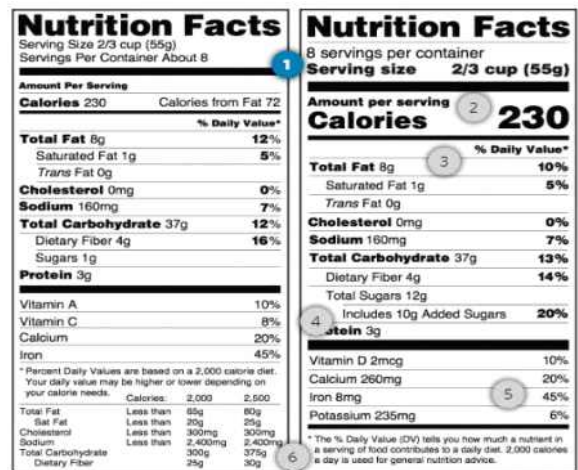 Nutrition Facts
Serving Size 2/3 cup (55g)
Servings Per Container About 8
Amount Per Serving
Calories 230 Calories from Fat 72
% Daily Value*
Total Fat 8g 12%
Saturated Fat 1g 5%
Trans Fat 0g
Cholesterol 0mg 0%
Sodium 160mg 7%
Total Carbohydrate 37g 12%
Dietary Fiber 4g 16%
Sugars 1g
Protein 3g
Vitamin A 10%
Vitamin C 8%
Calcium 20%
Iron 45%
* Percent Daily Values are based on a 2,000 calorie diet.
Your daily value may be higher or lower depending on
your calorie needs.
Calories: 2,000 2,500
Total Fat Less than 65g 80g
Sat Fat Less than 20g 25g
Cholesterol Less than 300mg 300mg
Sodium Less than 2,400mg 2,400mg
Total Carbohydrate 300g 375g
Dietary Fiber 25g 30g
1
Nutrition Facts
8 servings per container
Serving size 2/3 cup (55g)
Amount per serving
2
Calories 230
% Daily Value*
3
Total Fat 8g 10%
Saturated Fat 1g 5%
Trans Fat 0g
Cholesterol 0mg 0%
Sodium 160mg 7%
Total Carbohydrate 37g 13%
Dietary Fiber 4g 14%
Total Sugars 12g
4
Includes 10g Added Sugars 20%
otein 3g
Vitamin D 2mcg 10%
Calcium 260mg 20%
5
Iron 8mg 45%
Potassium 235mg 6%
6
* The % Daily Value (DV) tells you how much a nutrient in
a serving of food contributes to a daily diet. 2,000 calories
a day is used for general nutrition advice.